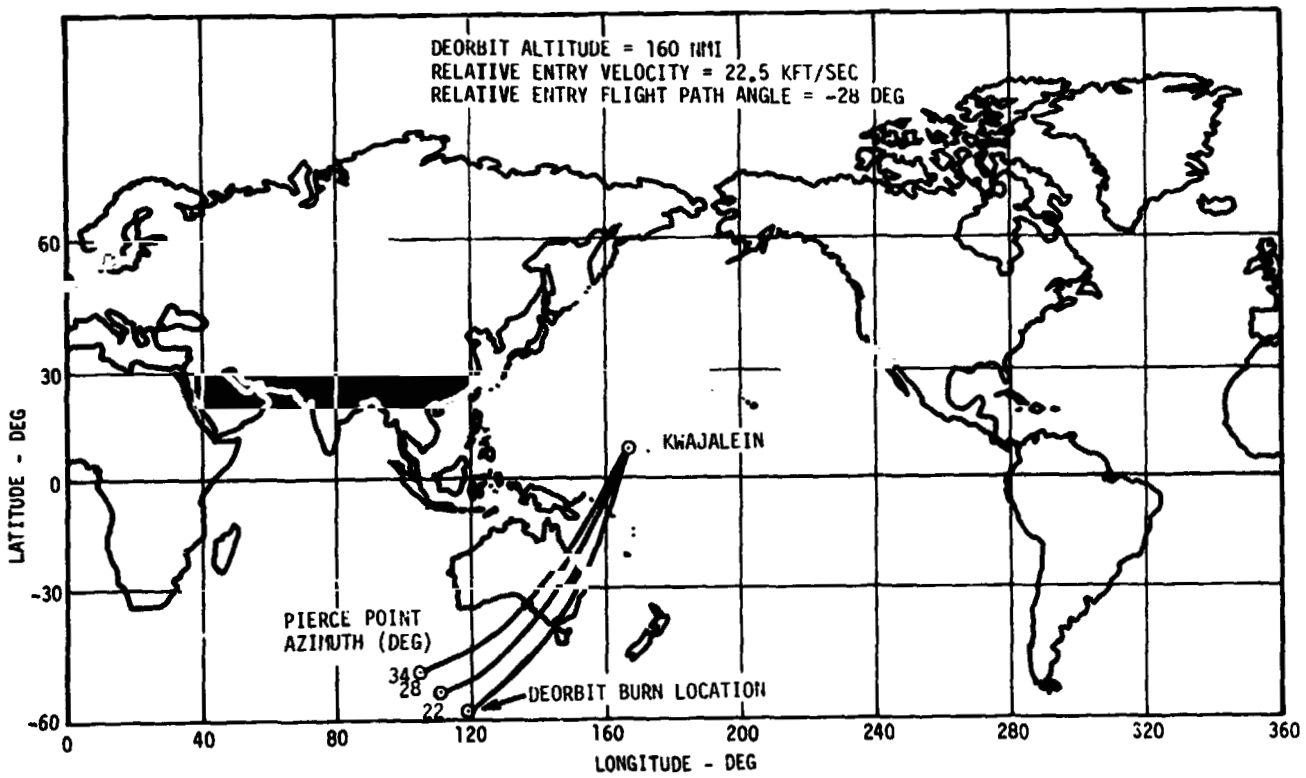 DEORBIT ALTITUDE = 160 NMI
RELATIVE ENTRY VELOCITY = 22.5 KFT/SEC
RELATIVE ENTRY FLIGHT PATH ANGLE = -28 DEG
60
30
0
-30
-60
LATITUDE - DEG
KWAJALEIN
PIERCE POINT
AZIMUTH (DEG)
34
28
22
DEORBIT BURN LOCATION
0 40 80 120 160 200 240 280 320 360
LONGITUDE - DEG